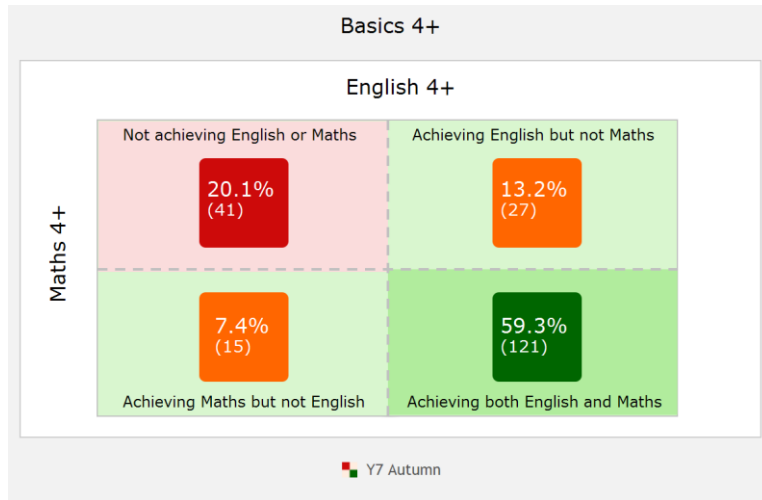 Basics 4+
English 4+
Maths 4+
Not achieving English or Maths
20.1%
(41)
Achieving English but not Maths
13.2%
(27)
7.4%
(15)
Achieving Maths but not English
59.3%
(121)
Achieving both English and Maths
Y7 Autumn